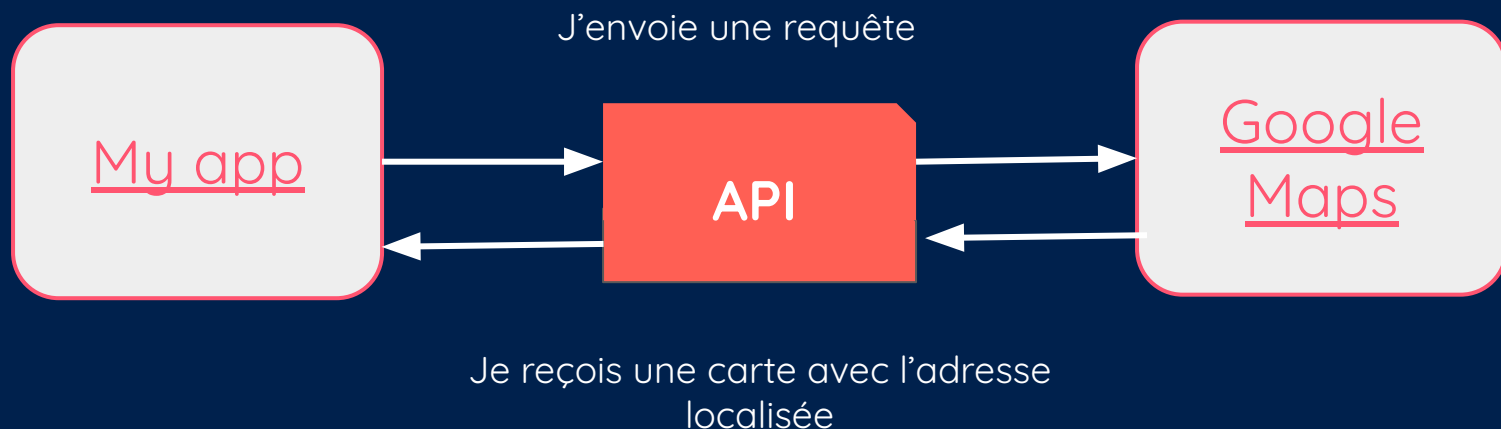 J’envoie une requête
My app
API
Google
Maps
Je reçois une carte avec l’adresse
localisée